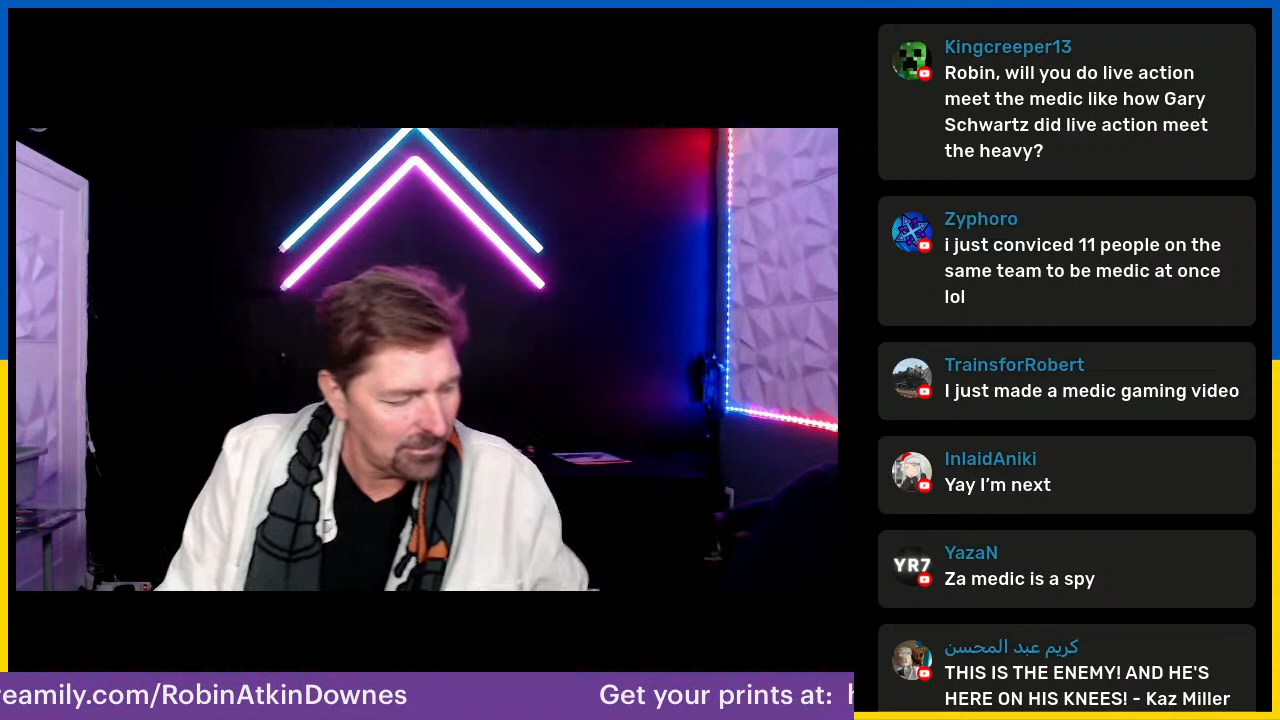 Kingcreeper13
Robin, will you do live action
meet the medic like how Gary
Schwartz did live action meet
the heavy?
Zyphoro
i just conviced 11 people on the
same team to be medic at once
lol
TrainsforRobert
I just made a medic gaming video
InlaidAniki
Yay I’m next
YR7
YazaN
Za medic is a spy
كريم عبد المحسن
THIS IS THE ENEMY! AND HE'S
HERE ON HIS KNEES! - Kaz Miller
reamily.com/RobinAtkinDownes
Get your prints at: h